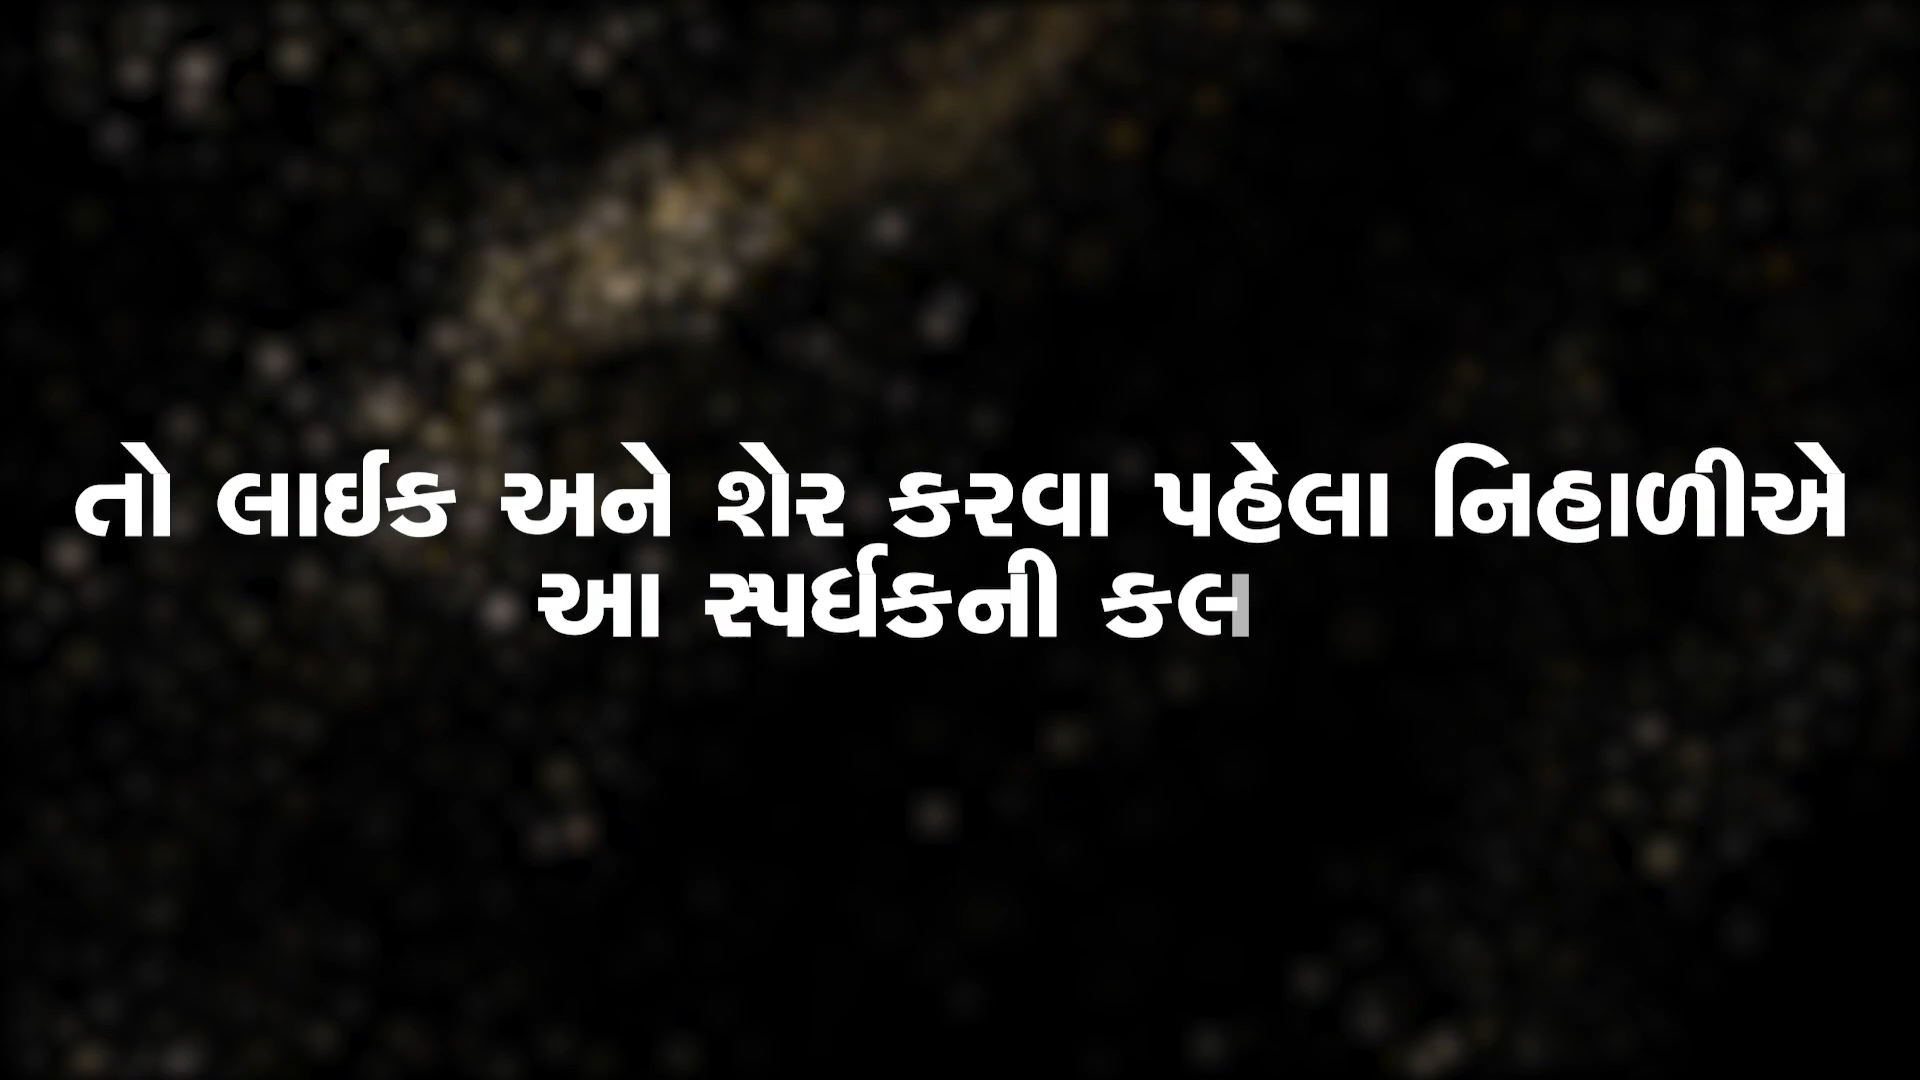 તો લાઈક અને શેર કરવા પહેલા નિહાળીએ
આ સ્પર્ધકની કલ